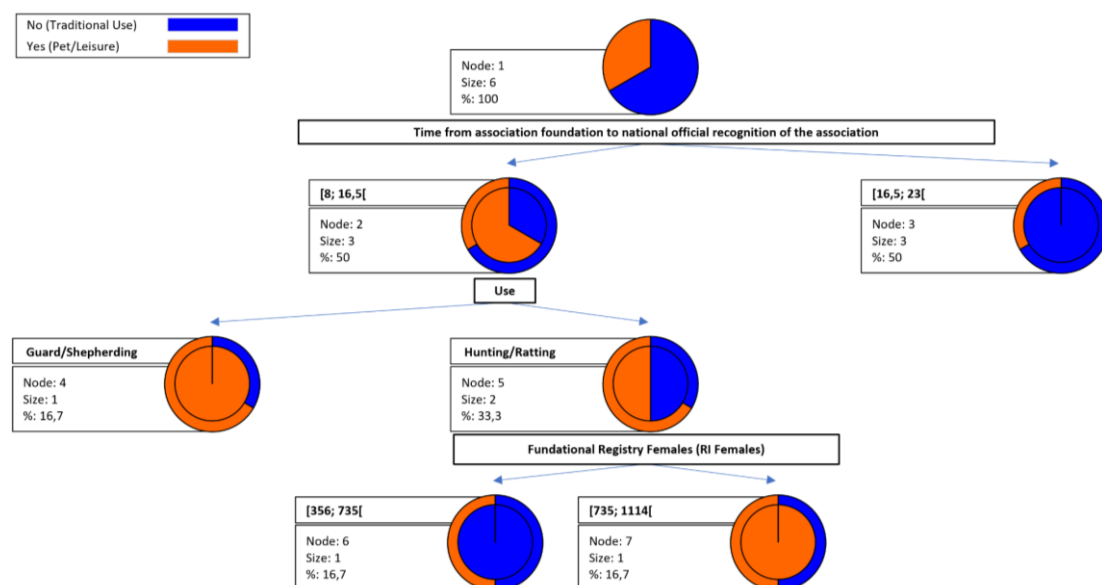 No (Traditional Use)
Yes (Pet/Leisure)
Node: 1
Size: 6
%: 100
Time from association foundation to national official recognition of the association
[8; 16,5[
Node: 2
Size: 3
%: 50
[16,5; 23[
Node: 3
Size: 3
%: 50
Use
Guard/Shepherding
Node: 4
Size: 1
%: 16,7
Hunting/Ratting
Node: 5
Size: 2
%: 33,3
Fundational Registry Females (RI Females)
[356; 735[
Node: 6
Size: 1
%: 16,7
[735; 1114[
Node: 7
Size: 1
%: 16,7